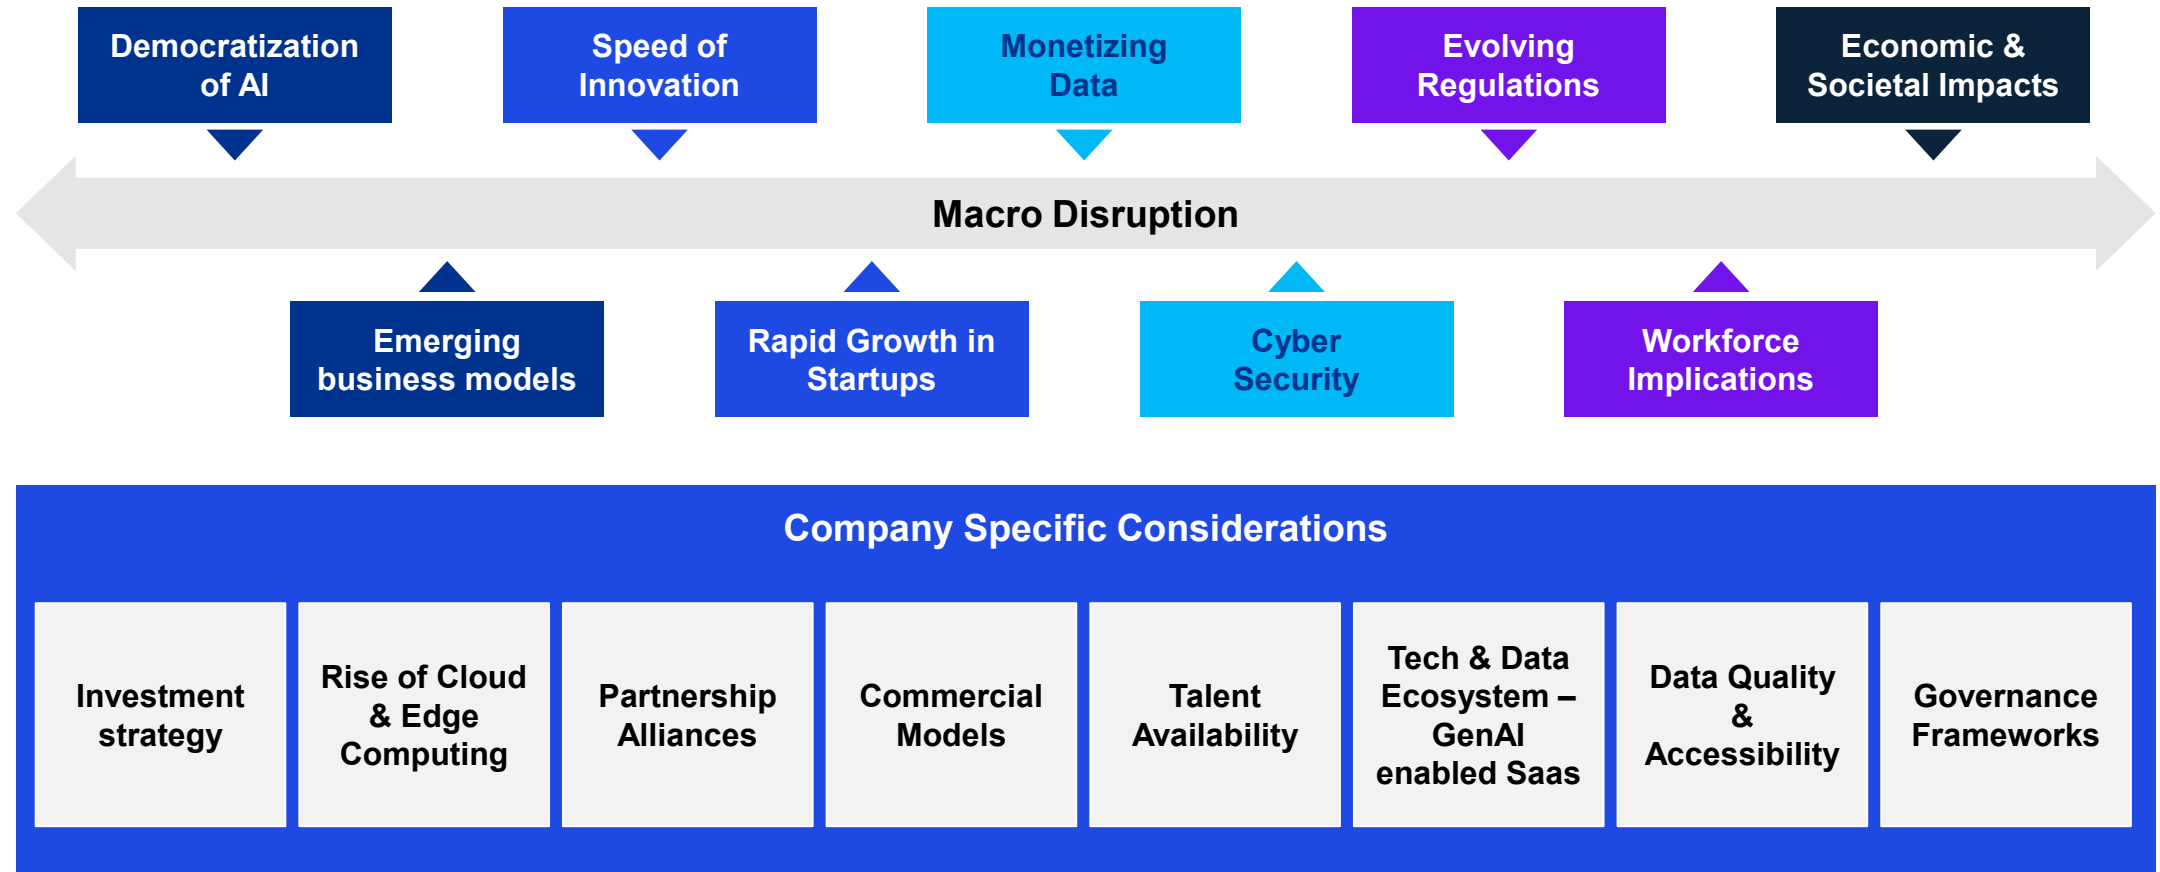 Democratization
of AI
Speed of
Innovation
Monetizing
Data
Evolving
Regulations
Economic &
Societal Impacts
Macro Disruption
Emerging
business models
Rapid Growth in
Startups
Cyber
Security
Workforce
Implications
Company Specific Considerations
Investment
strategy
Rise of Cloud
& Edge
Computing
Partnership
Alliances
Commercial
Models
Talent
Availability
Tech & Data
Ecosystem –
GenAI
enabled Saas
Data Quality
&
Accessibility
Governance
Frameworks